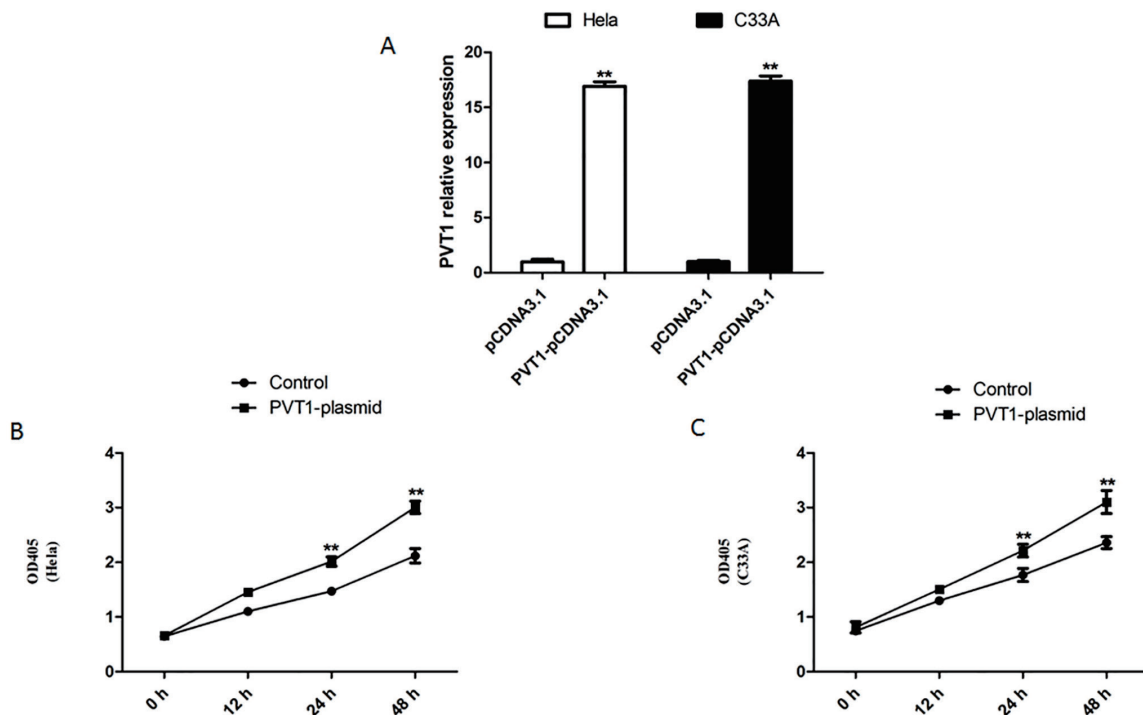 Hela C33A
A
PVT1 relative expression
20
15
10
5
0
** **
pCDNA3.1
PVT1-pCDNA3.1
pCDNA3.1
PVT1-pCDNA3.1
B
Control
PVT1-plasmid
OD405
(Hela)
4
3
2
1
0
**
**
0 h
12 h
24 h
48 h
C
Control
PVT1-plasmid
OD405
(C33A)
4
3
2
1
0
**
**
0 h
12 h
24 h
48 h